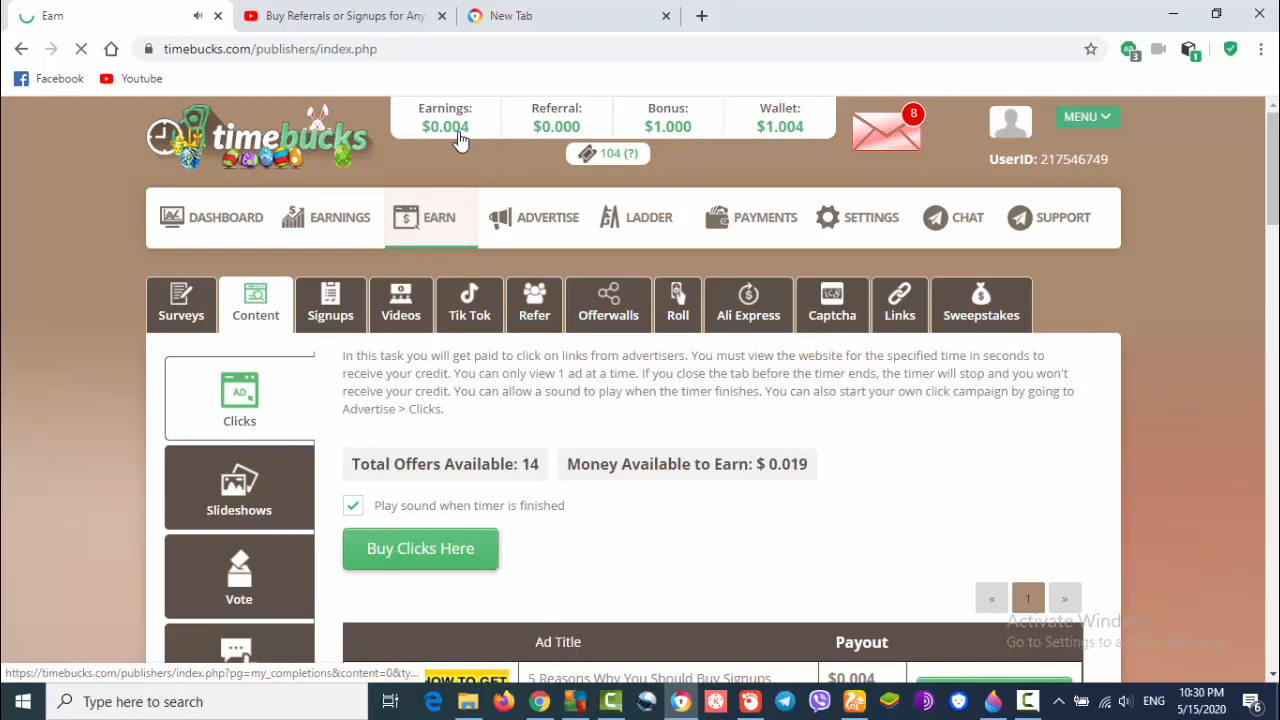 Earn
Buy Referrals or Signups for Any
New Tab
timebucks.com/publishers/index.php
3
1
Facebook
Youtube
timebucks
Earnings:
$0.004
Referral:
$0.000
Bonus:
$1.000
Wallet:
$1.004
104 (?)
8
MENU
UserID: 217546749
DASHBOARD
EARNINGS
EARN
ADVERTISE
LADDER
PAYMENTS
SETTINGS
CHAT
SUPPORT
Surveys
Content
Signups
Videos
Tik Tok
Refer
Offerwalls
Roll
Ali Express
Captcha
Links
Sweepstakes
In this task you will get paid to click on links from advertisers. You must view the website for the specified time in seconds to
receive your credit. You can only view 1 ad at a time. If you close the tab before the timer ends, the timer will stop and you won't
receive your credit. You can allow a sound to play when the timer finishes. You can also start your own click campaign by going to
Advertise > Clicks.
AD
Clicks
Slideshows
Vote
Total Offers Available: 14
Money Available to Earn: $ 0.019
Play sound when timer is finished
Buy Clicks Here
«
1
»
Activate Windows
Go to Settings to activate Windows.
Ad Title
Payout
HOW TO GET
5 Reasons Why You Should Buy Signups
$0.004
https://timebucks.com/publishers/index.php?pg=my_completions&content=0&ty...
Type here to search
ENG
10:30 PM
5/15/2020
6